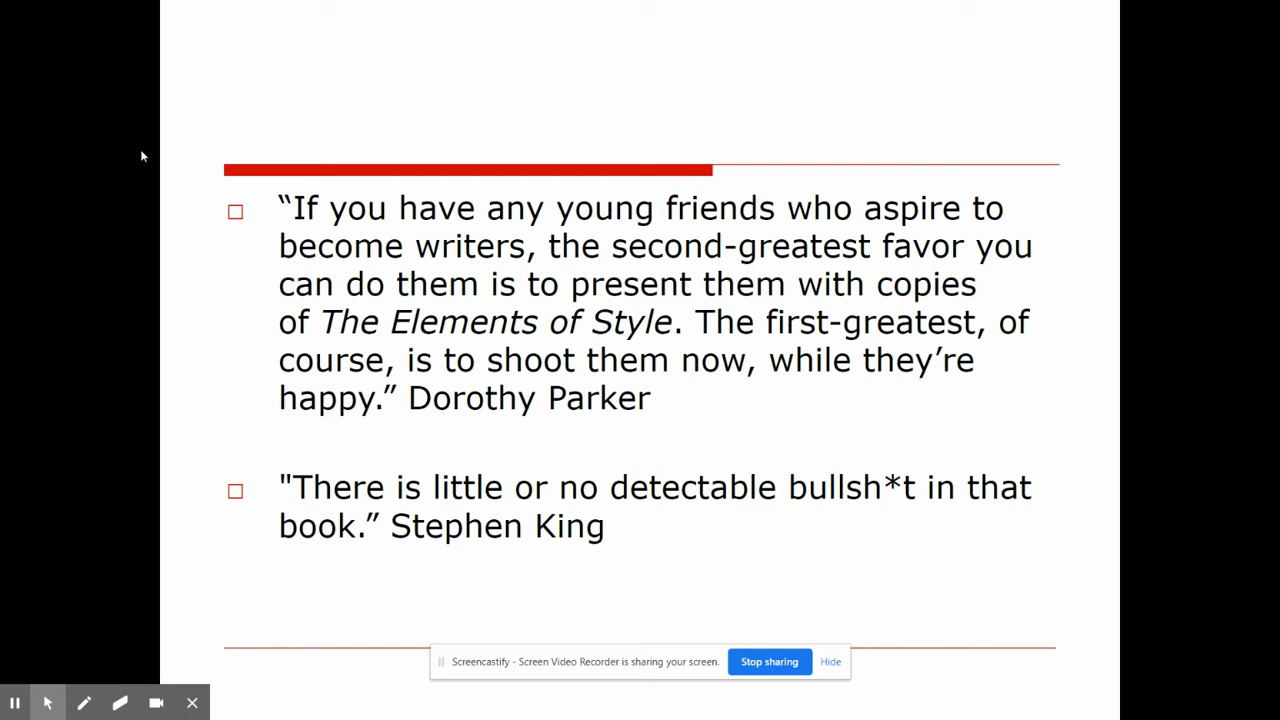 “If you have any young friends who aspire to
become writers, the second-greatest favor you
can do them is to present them with copies
of The Elements of Style. The first-greatest, of
course, is to shoot them now, while they’re
happy.” Dorothy Parker
"There is little or no detectable bullsh*t in that
book.” Stephen King
Screencastify - Screen Video Recorder is sharing your screen. Stop sharing Hide